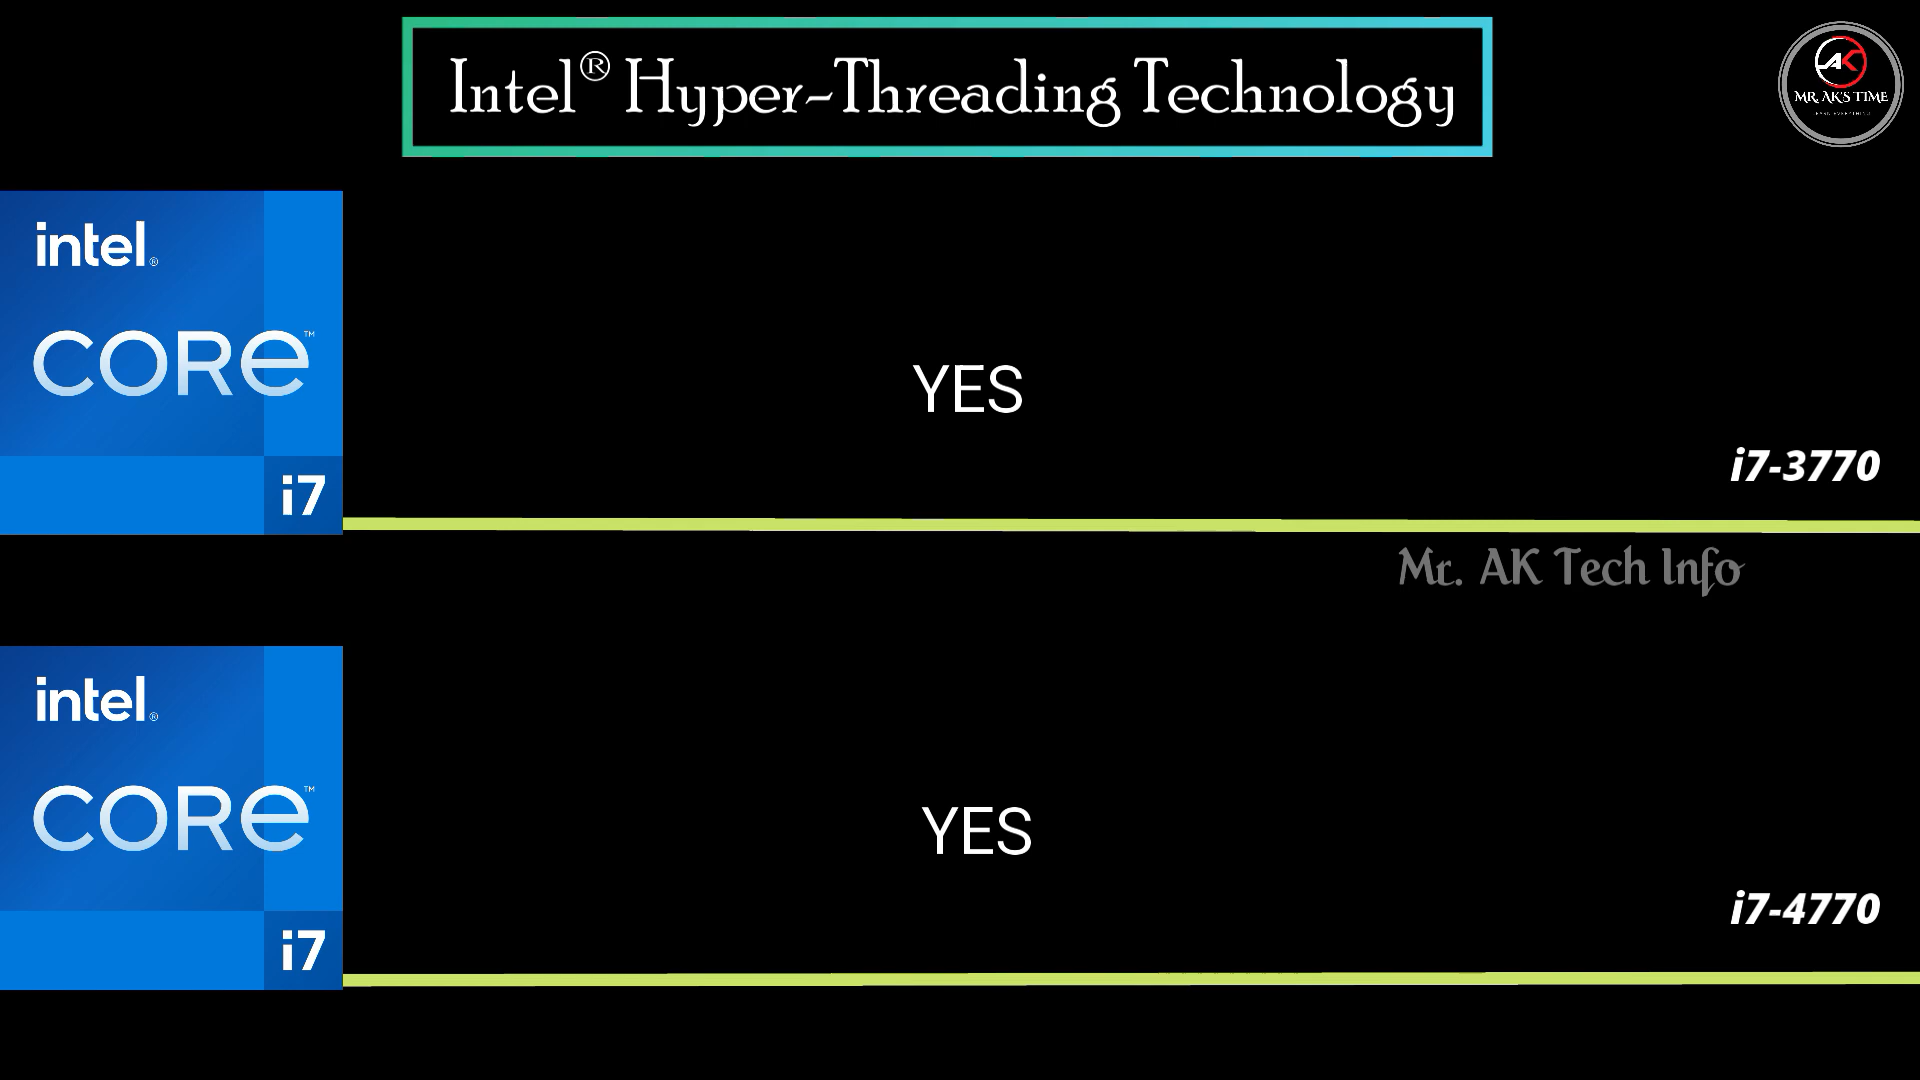 Intel® Hyper-Threading Technology
MR. AK'S TIME
intel®
CORE™
i7
YES
i7-3770
Mr. AK Tech Info
intel®
CORE™
i7
YES
i7-4770